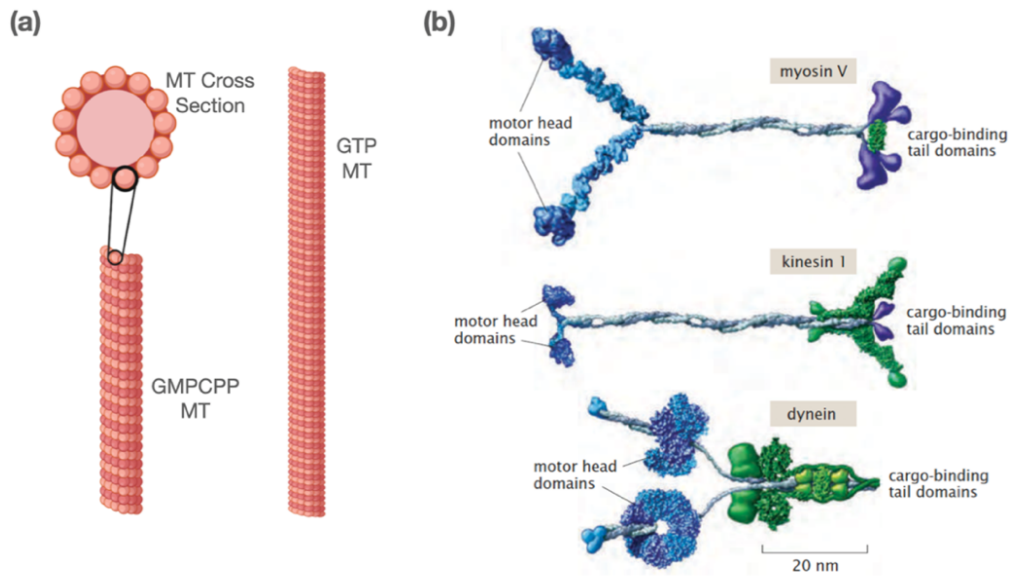 (a)
MT Cross
Section
GTP
MT
GMPCPP
MT
(b)
myosin V
motor head
domains
cargo-binding
tail domains
kinesin 1
motor head
domains
cargo-binding
tail domains
dynein
motor head
domains
cargo-binding
tail domains
20 nm